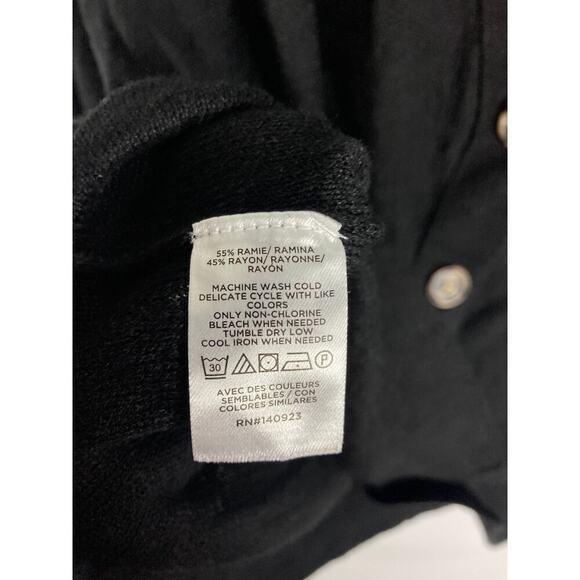 55% RAMIE/ RAMINA
45% RAYON/ RAYONNE/
RAYÓN
MACHINE WASH COLD
DELICATE CYCLE WITH LIKE
COLORS
ONLY NON-CHLORINE
BLEACH WHEN NEEDED
TUMBLE DRY LOW
COOL IRON WHEN NEEDED
30 P
AVEC DES COULEURS
SEMBLABLES / CON
COLORES SIMILARES
RN#140923